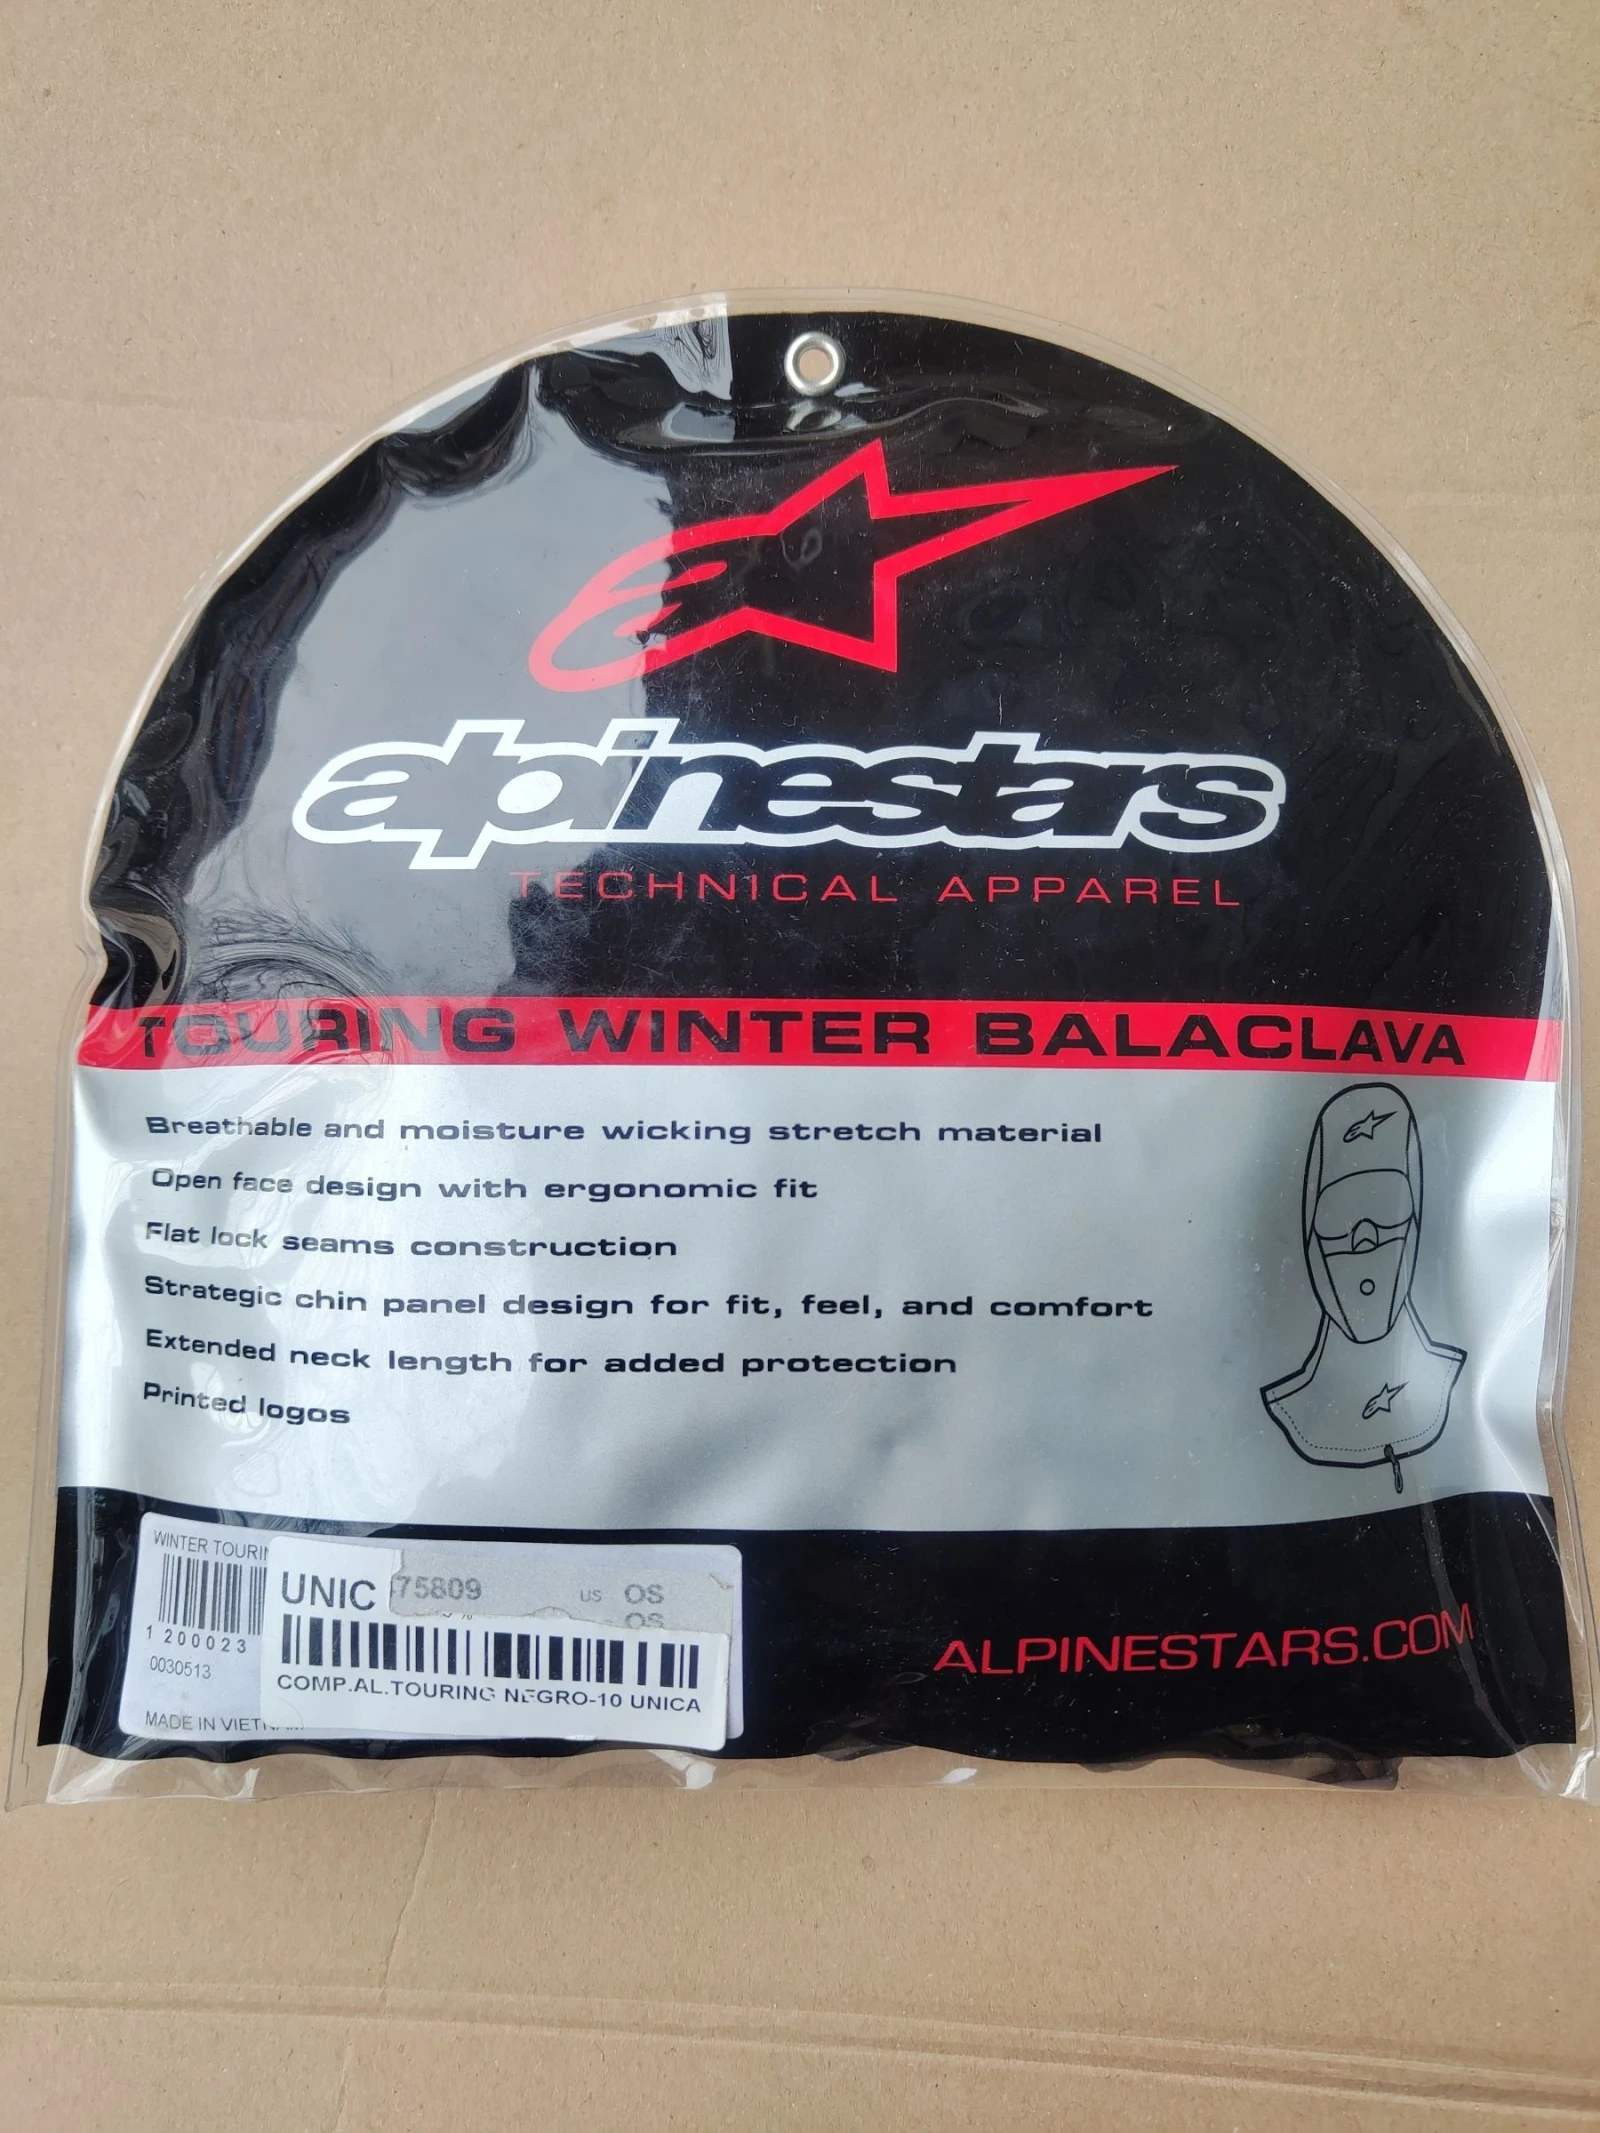 alpinestars
TECHNICAL APPAREL
TOURING WINTER BALACLAVA
Breathable and moisture wicking stretch material
Open face design with ergonomic fit
Flat lock seams construction
Strategic chin panel design for fit, feel, and comfort
Extended neck length for added protection
Printed logos
WINTER TOURIN
UNIC 75809 US OS
OS
1 200023
0030513
COMP.AL.TOURING NEGRO-10 UNICA
MADE IN VIETNAM
ALPINESTARS.COM